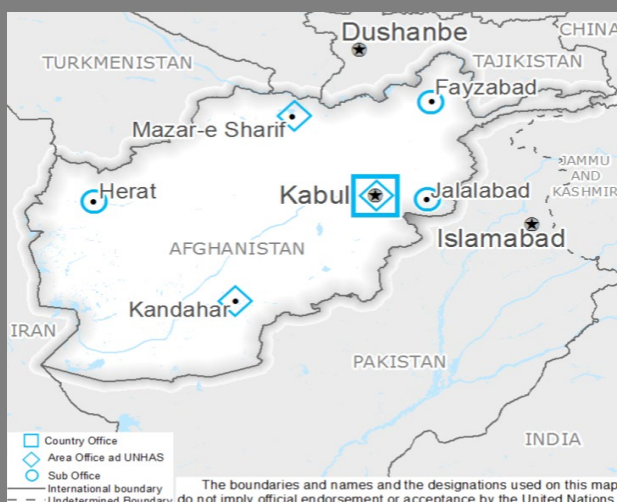 Dushanbe
CHINA
TURKMENISTAN
TAJIKISTAN
Fayzabad
Mazar-e Sharif
JAMMU
AND
KASHMIR
Herat
Kabul
Jalalabad
Islamabad
AFGHANISTAN
Kandahar
IRAN
PAKISTAN
INDIA
Country Office
Area Office ad UNHAS
Sub Office
International boundary
Undetermined Boundary
The boundaries and names and the designations used on this map
do not imply official endorsement or acceptance by the United Nations